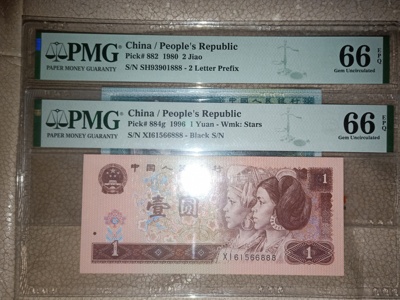 PMG
PAPER MONEY GUARANTY
China / People's Republic
Pick# 882 1980 2 Jiao
S/N SH93901888 - 2 Letter Prefix
66 EPQ
Gem Uncirculated
PMG
PAPER MONEY GUARANTY
China / People's Republic
Pick# 884g 1996 1 Yuan - Wmk: Stars
S/N XI61566888 - Black S/N
66 EPQ
Gem Uncirculated
中国人民银行
1
壹圆
1
XI61566888